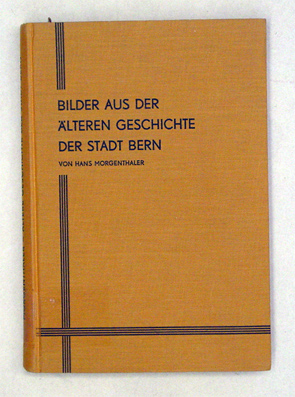 BILDER AUS DER
ÄLTEREN GESCHICHTE
DER STADT BERN
VON HANS MORGENTHALER